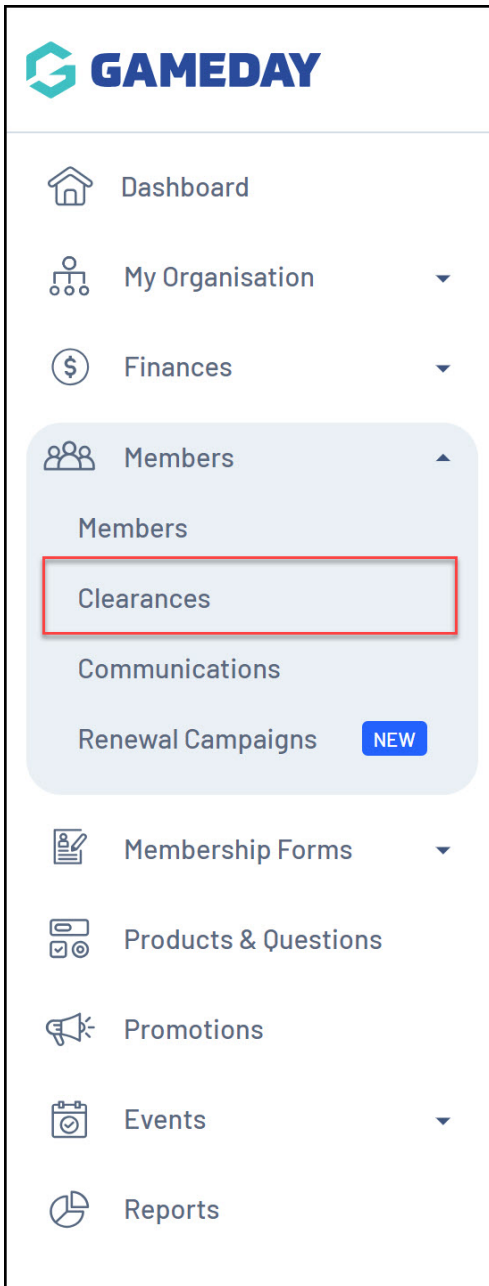 GAMEDAY
Dashboard
My Organisation
Finances
Members
Members
Clearances
Communications
Renewal Campaigns NEW
Membership Forms
Products & Questions
Promotions
Events
Reports